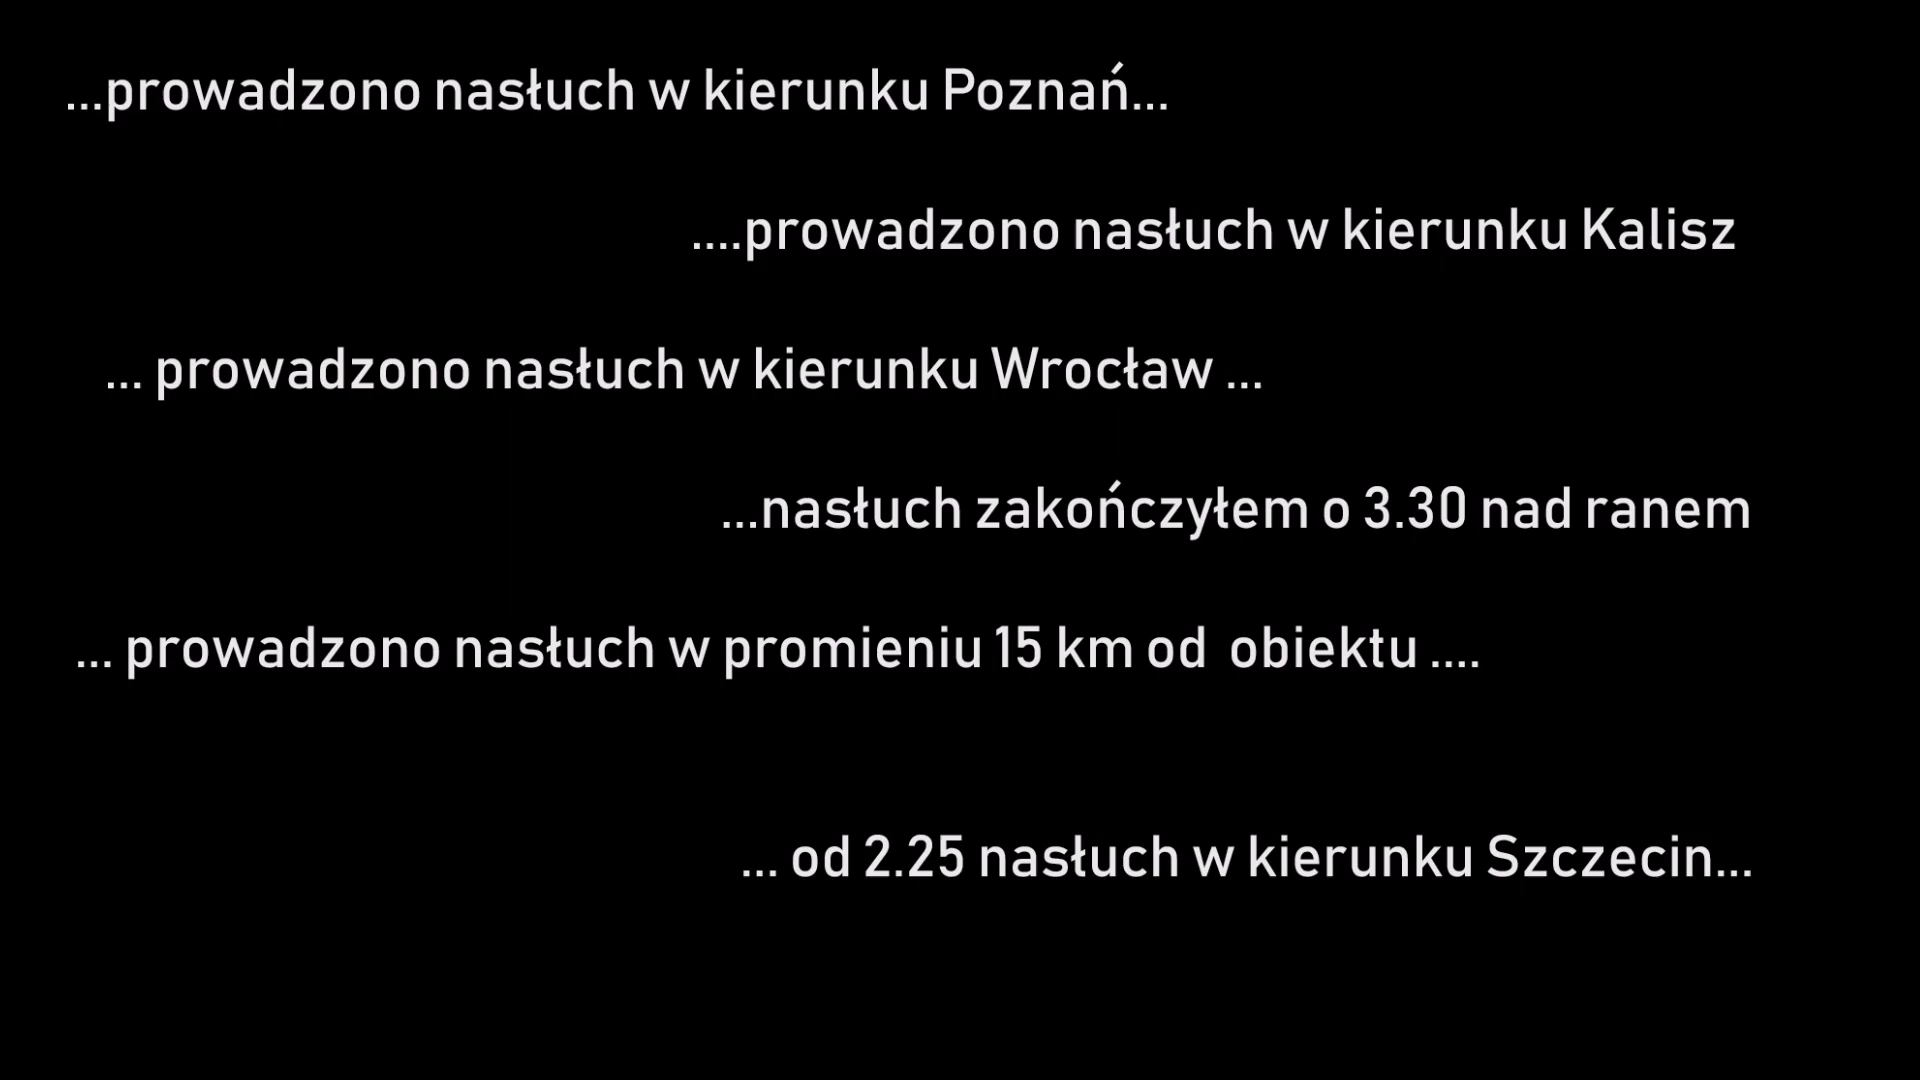 ...prowadzono nasłuch w kierunku Poznań...
....prowadzono nasłuch w kierunku Kalisz
... prowadzono nasłuch w kierunku Wrocław ...
...nasłuch zakończyłem o 3.30 nad ranem
... prowadzono nasłuch w promieniu 15 km od  obiektu ....
... od 2.25 nasłuch w kierunku Szczecin...